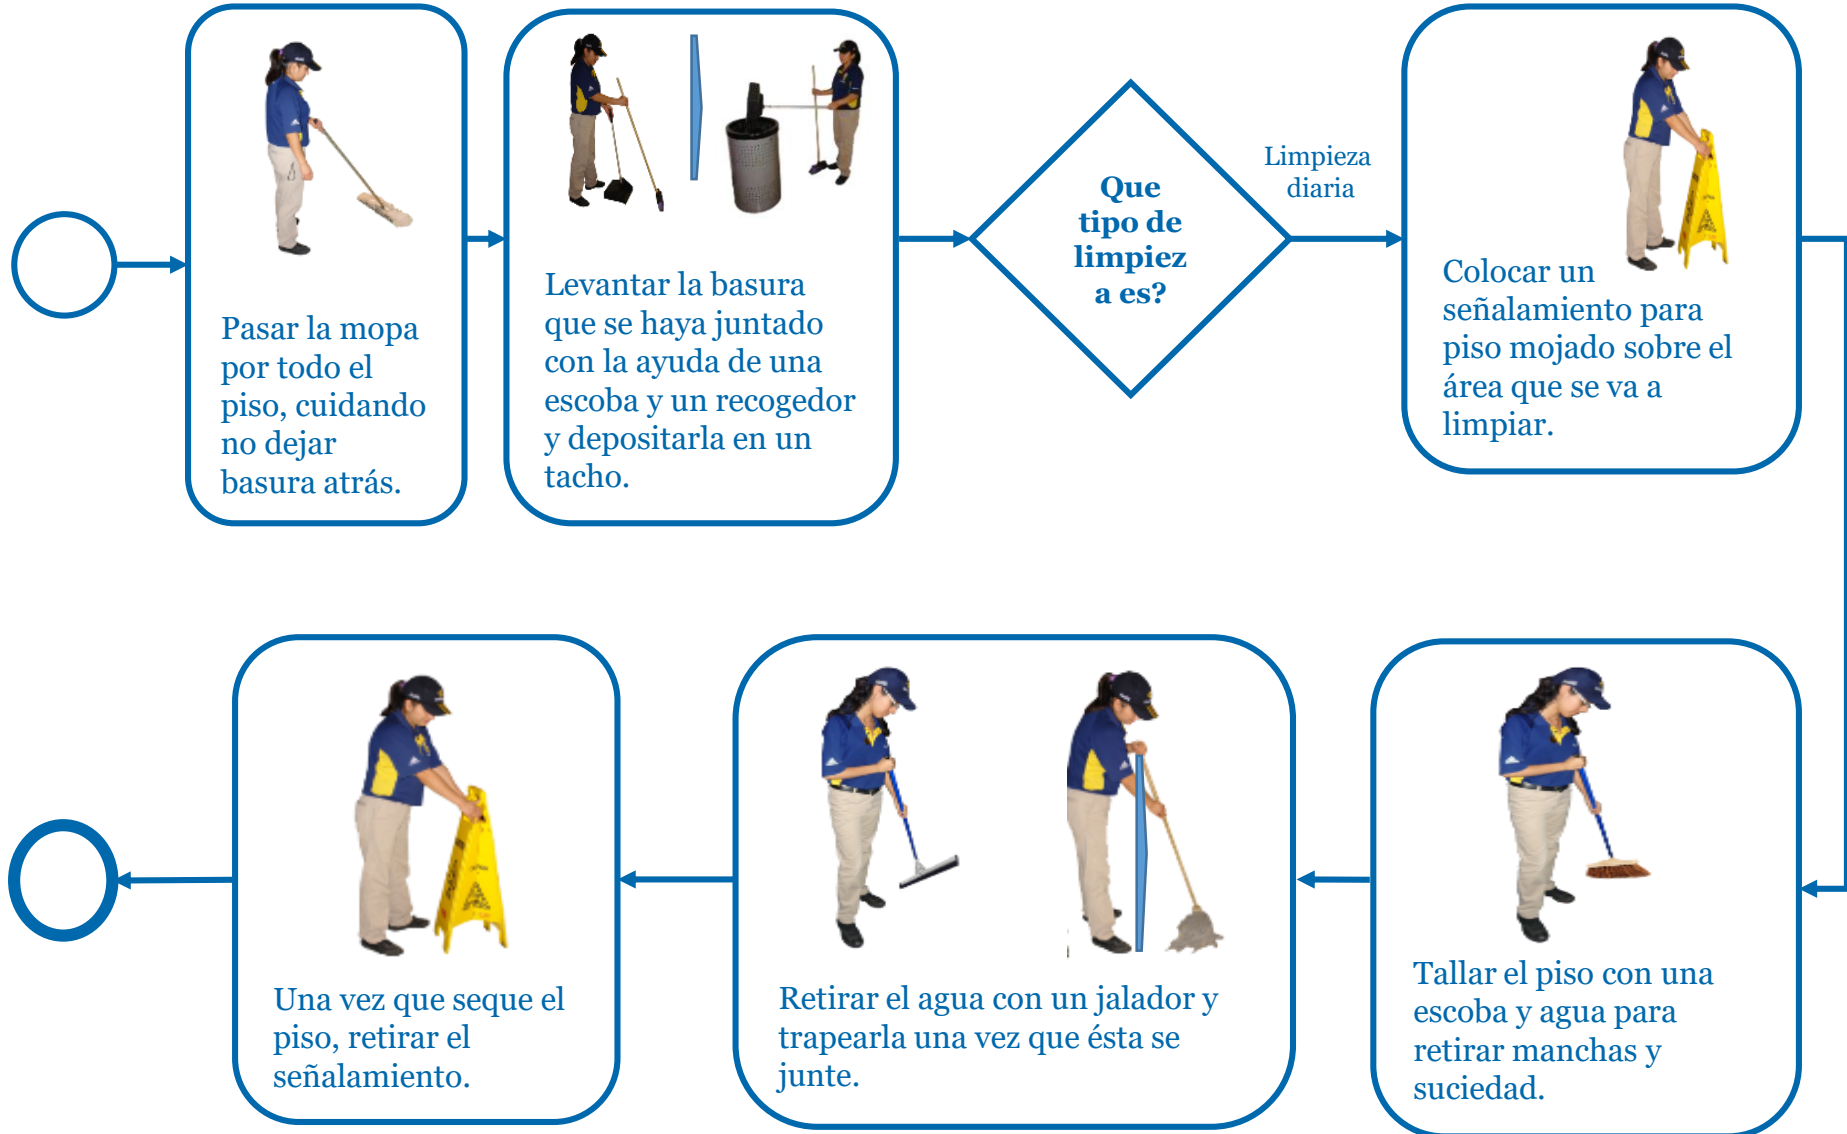 Pasar la mopa
por todo el
piso, cuidando
no dejar
basura atrás.
Levantar la basura
que se haya juntado
con la ayuda de una
escoba y un recogedor
y depositarla en un
tacho.
Que
tipo de
limpiez
a es?
Limpieza
diaria
Colocar un
señalamiento para
piso mojado sobre el
área que se va a
limpiar.
Tallar el piso con una
escoba y agua para
retirar manchas y
suciedad.
Retirar el agua con un jalador y
trapearla una vez que ésta se
junte.
Una vez que seque el
piso, retirar el
señalamiento.